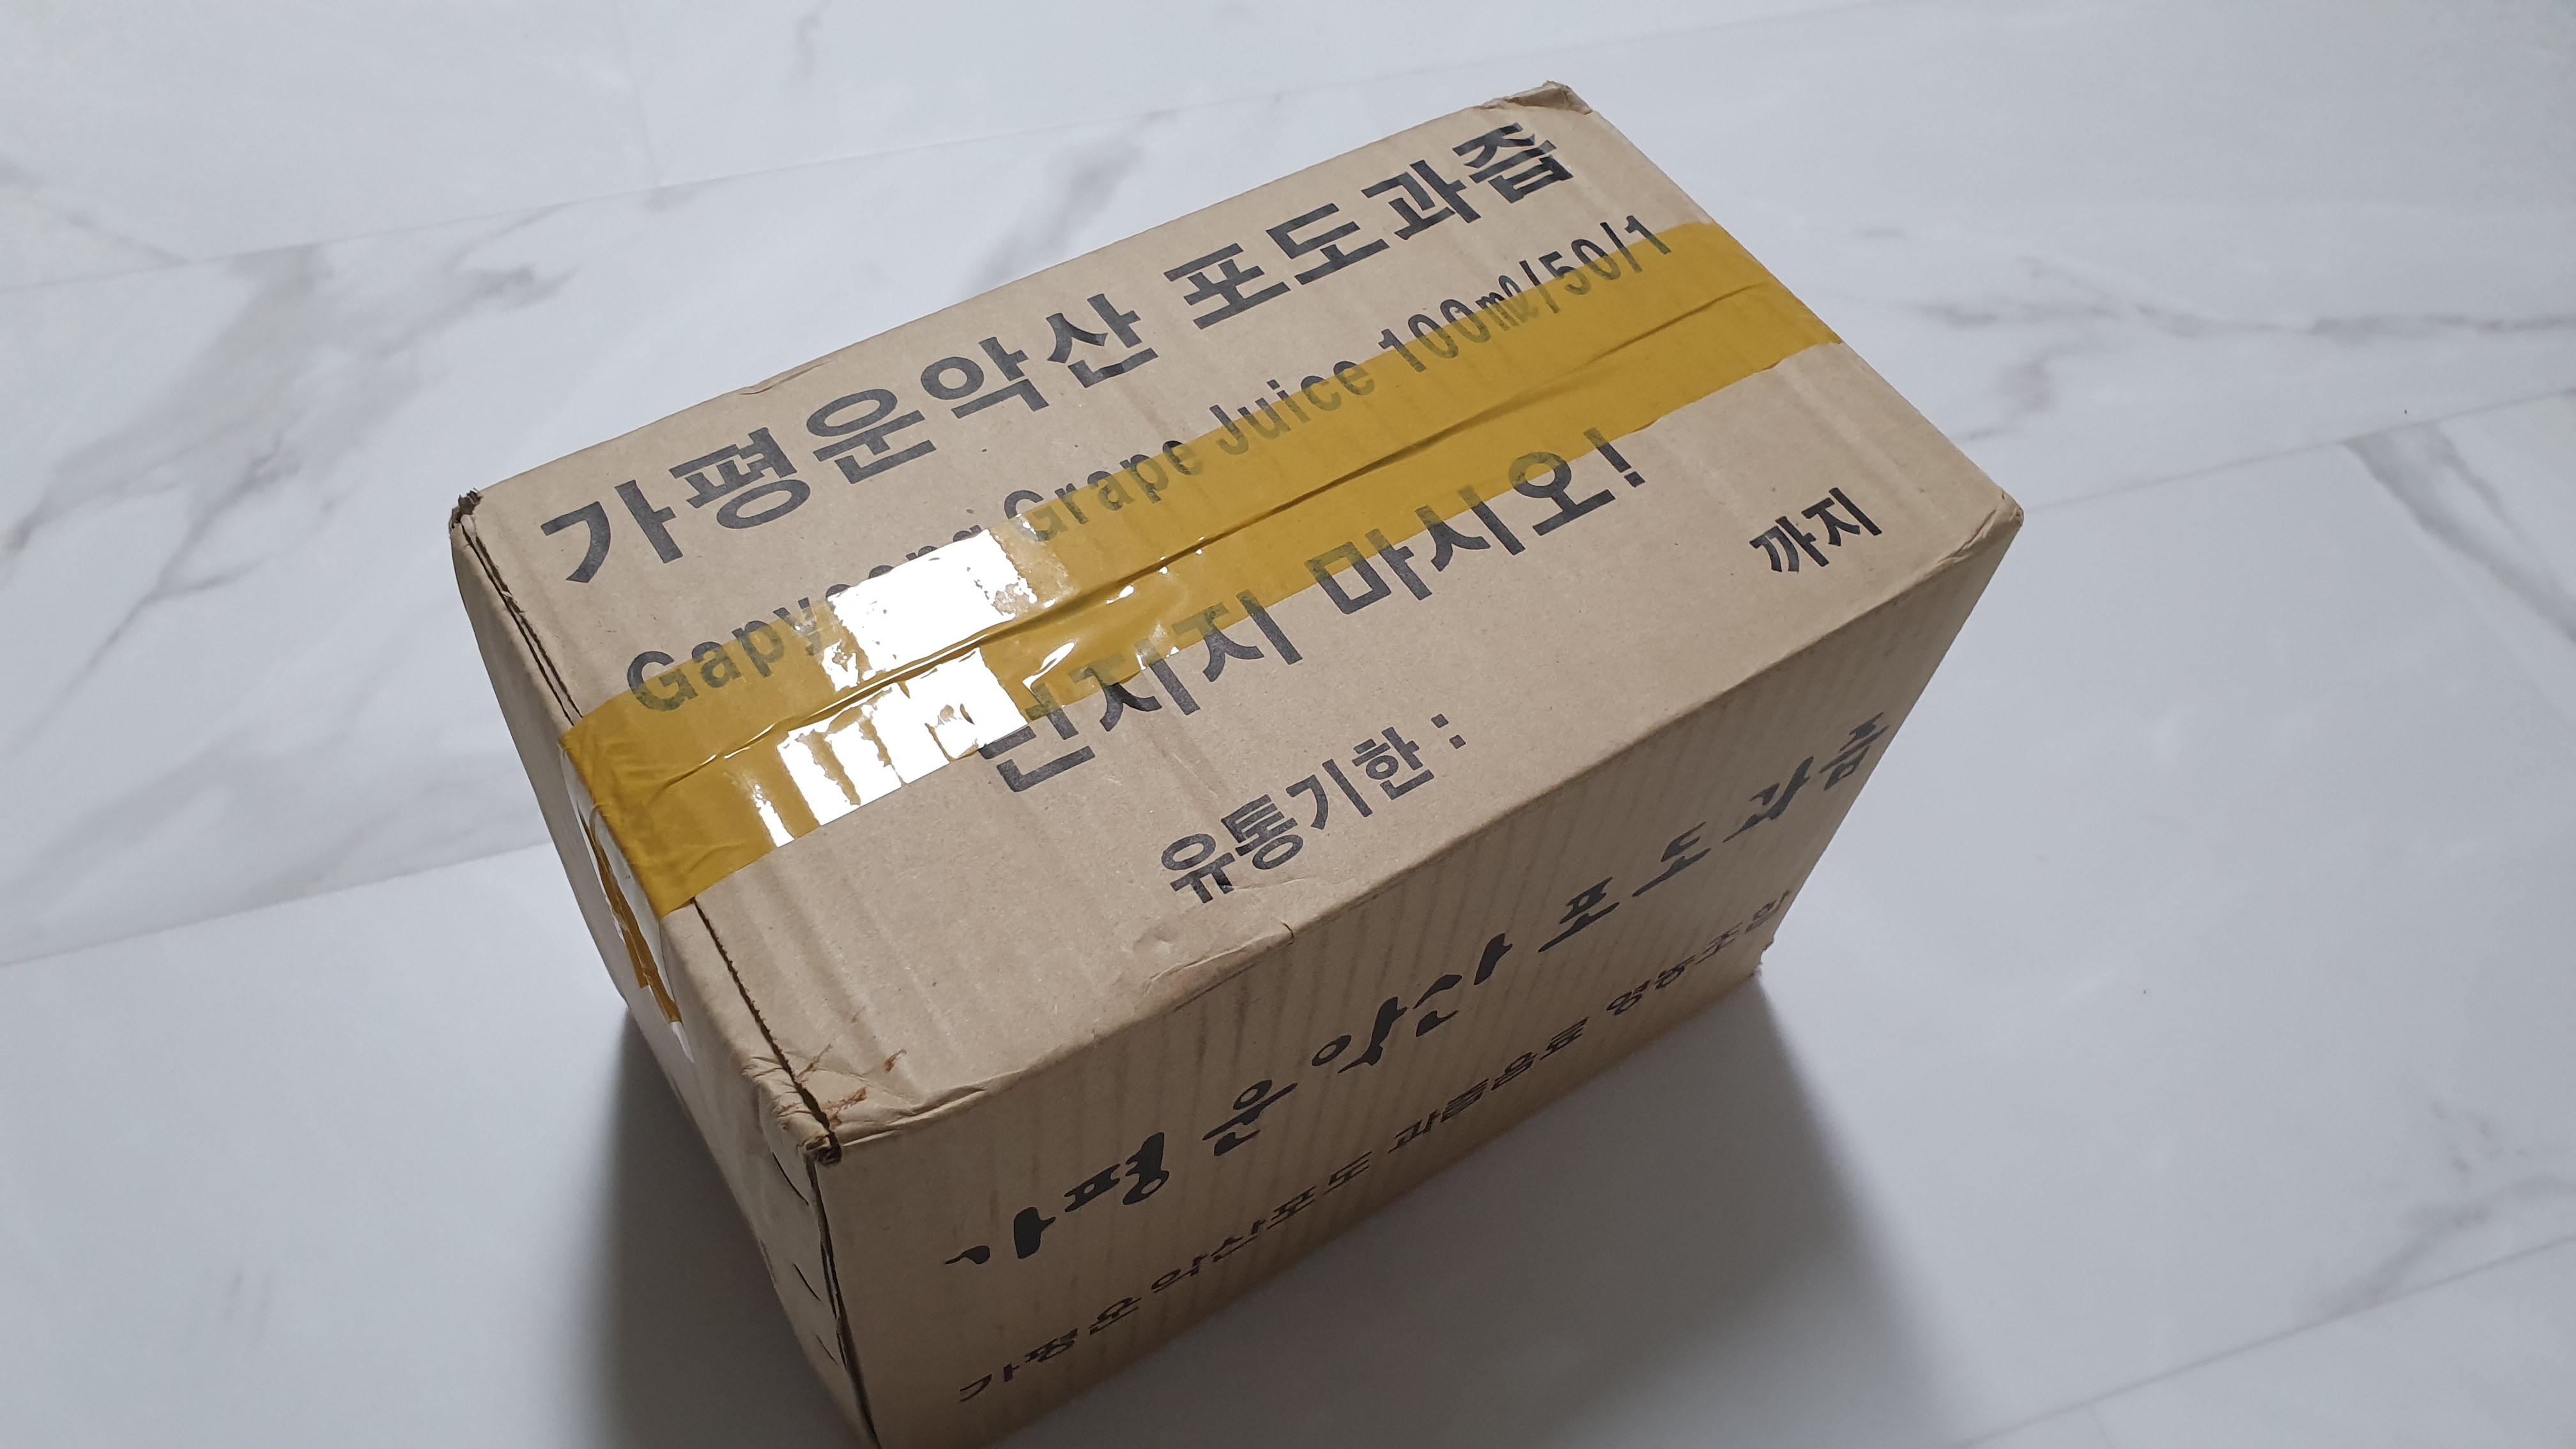 가평운악산 포도과즙
Gapyeong Grape Juice 100㎖/50/1
던지지 마시오!
유통기한 : 까지
가평운악산 포도과즙
가평운악산포도 과즙음료 영농조합